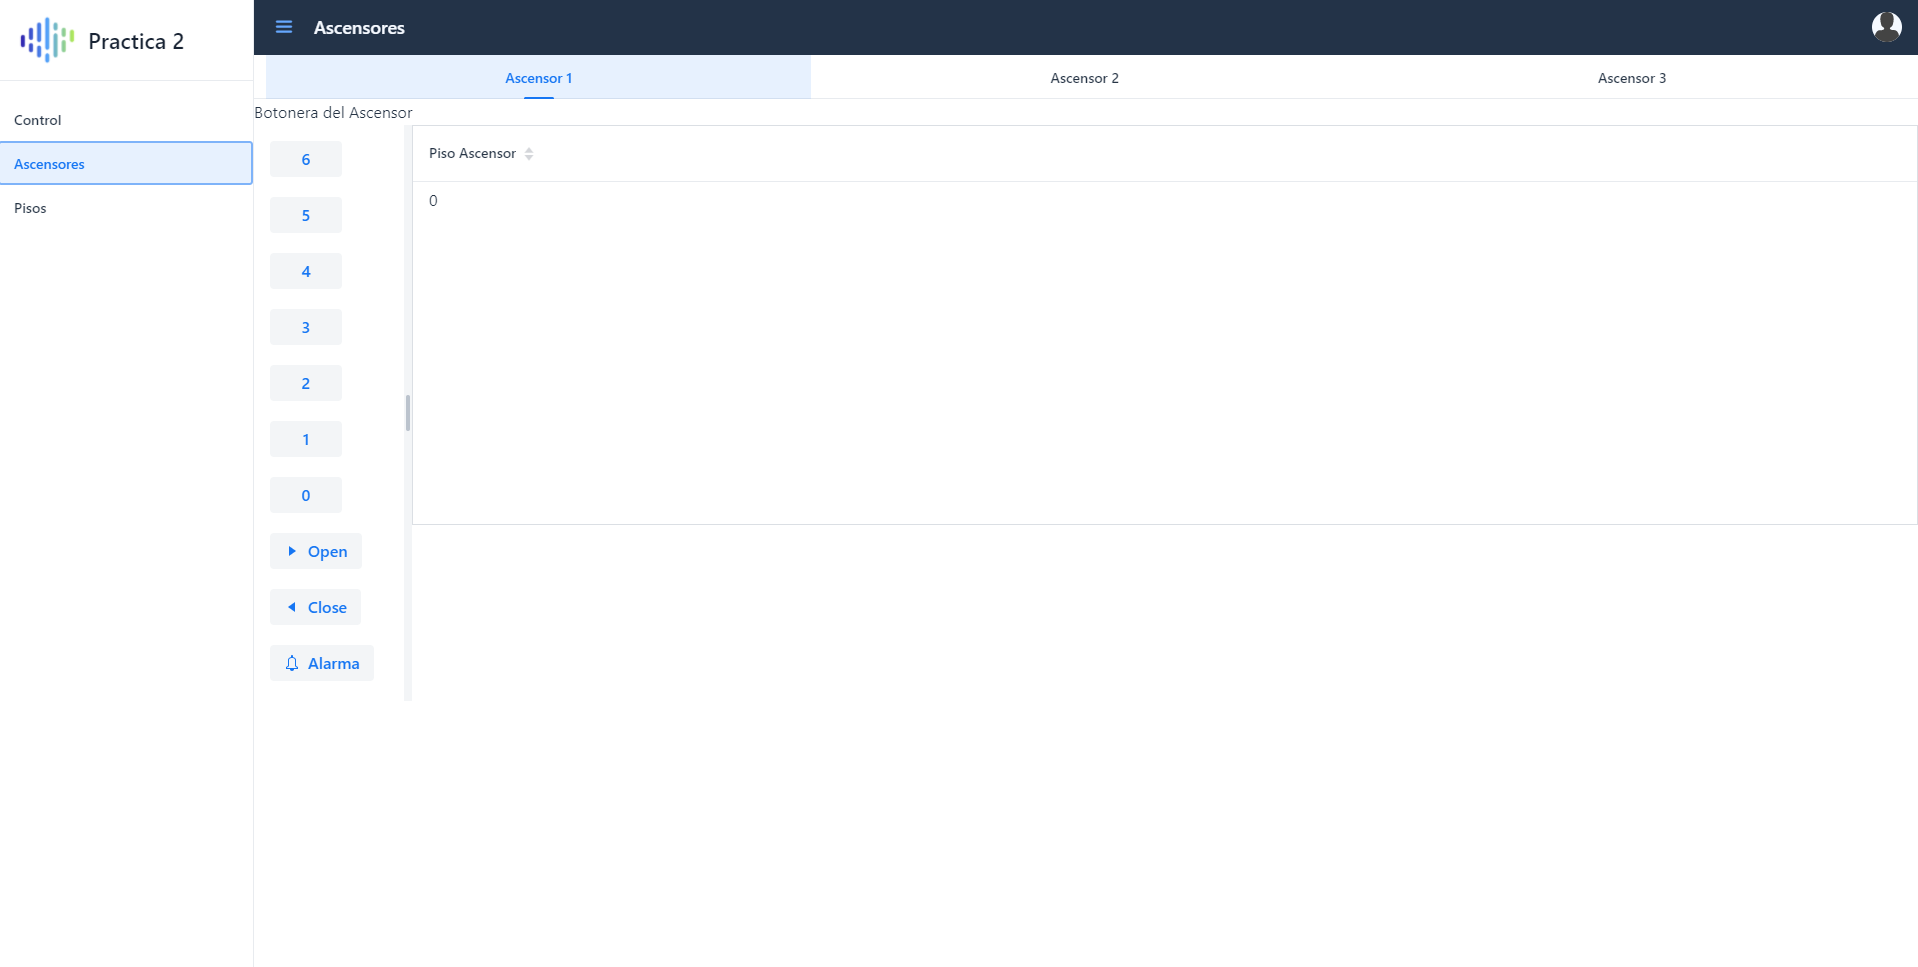 Practica 2
Control
Ascensores
Pisos
Ascensores
Ascensor 1
Ascensor 2
Ascensor 3
Botonera del Ascensor
6
5
4
3
2
1
0
Open
Close
Alarma
Piso Ascensor
0